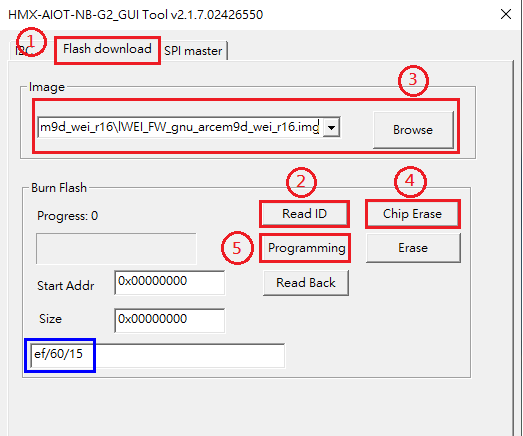 HMX-AIOT-NB-G2_GUI Tool v2.1.7.02426550
1
I2C Flash download SPI master
Image
3
m9d_wei_r16\IWEI_FW_gnu_arcem9d_wei_r16.img Browse
Burn Flash
2 4
Progress: 0 Read ID Chip Erase
5 Programming Erase
Start Addr 0x00000000 Read Back
Size 0x00000000
ef/60/15